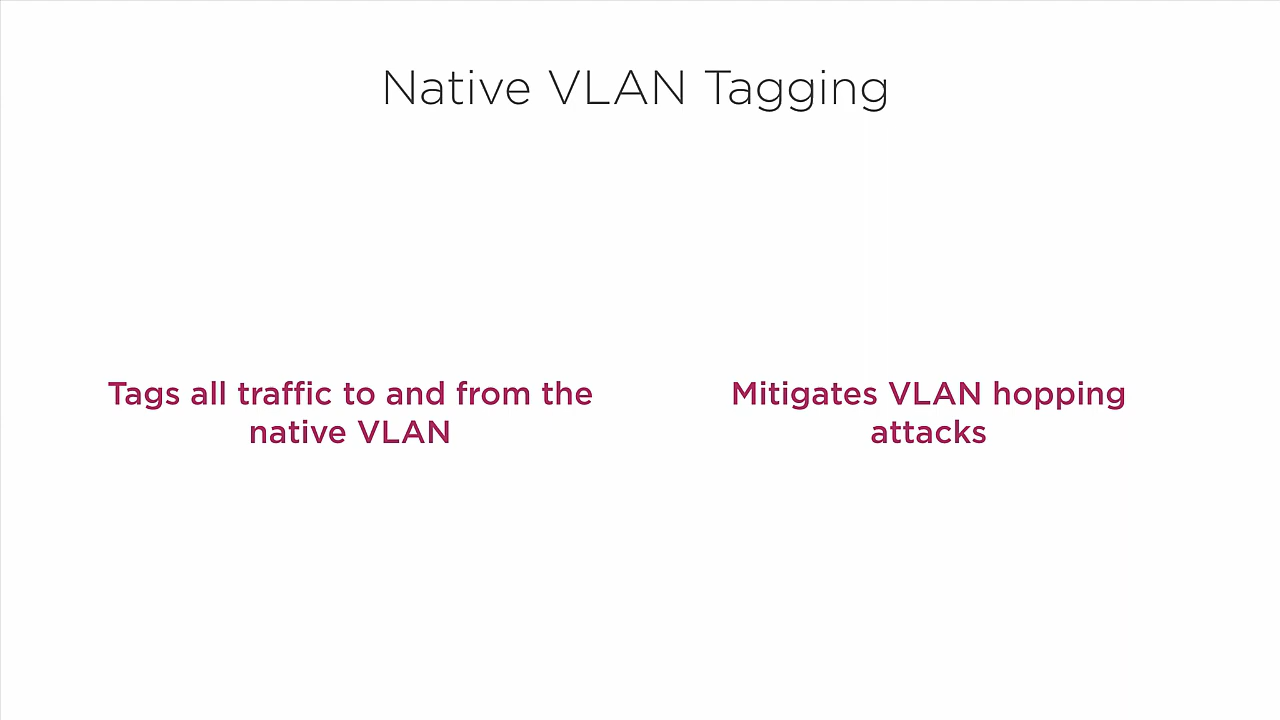 Native VLAN Tagging
Tags all traffic to and from the
native VLAN
Mitigates VLAN hopping
attacks